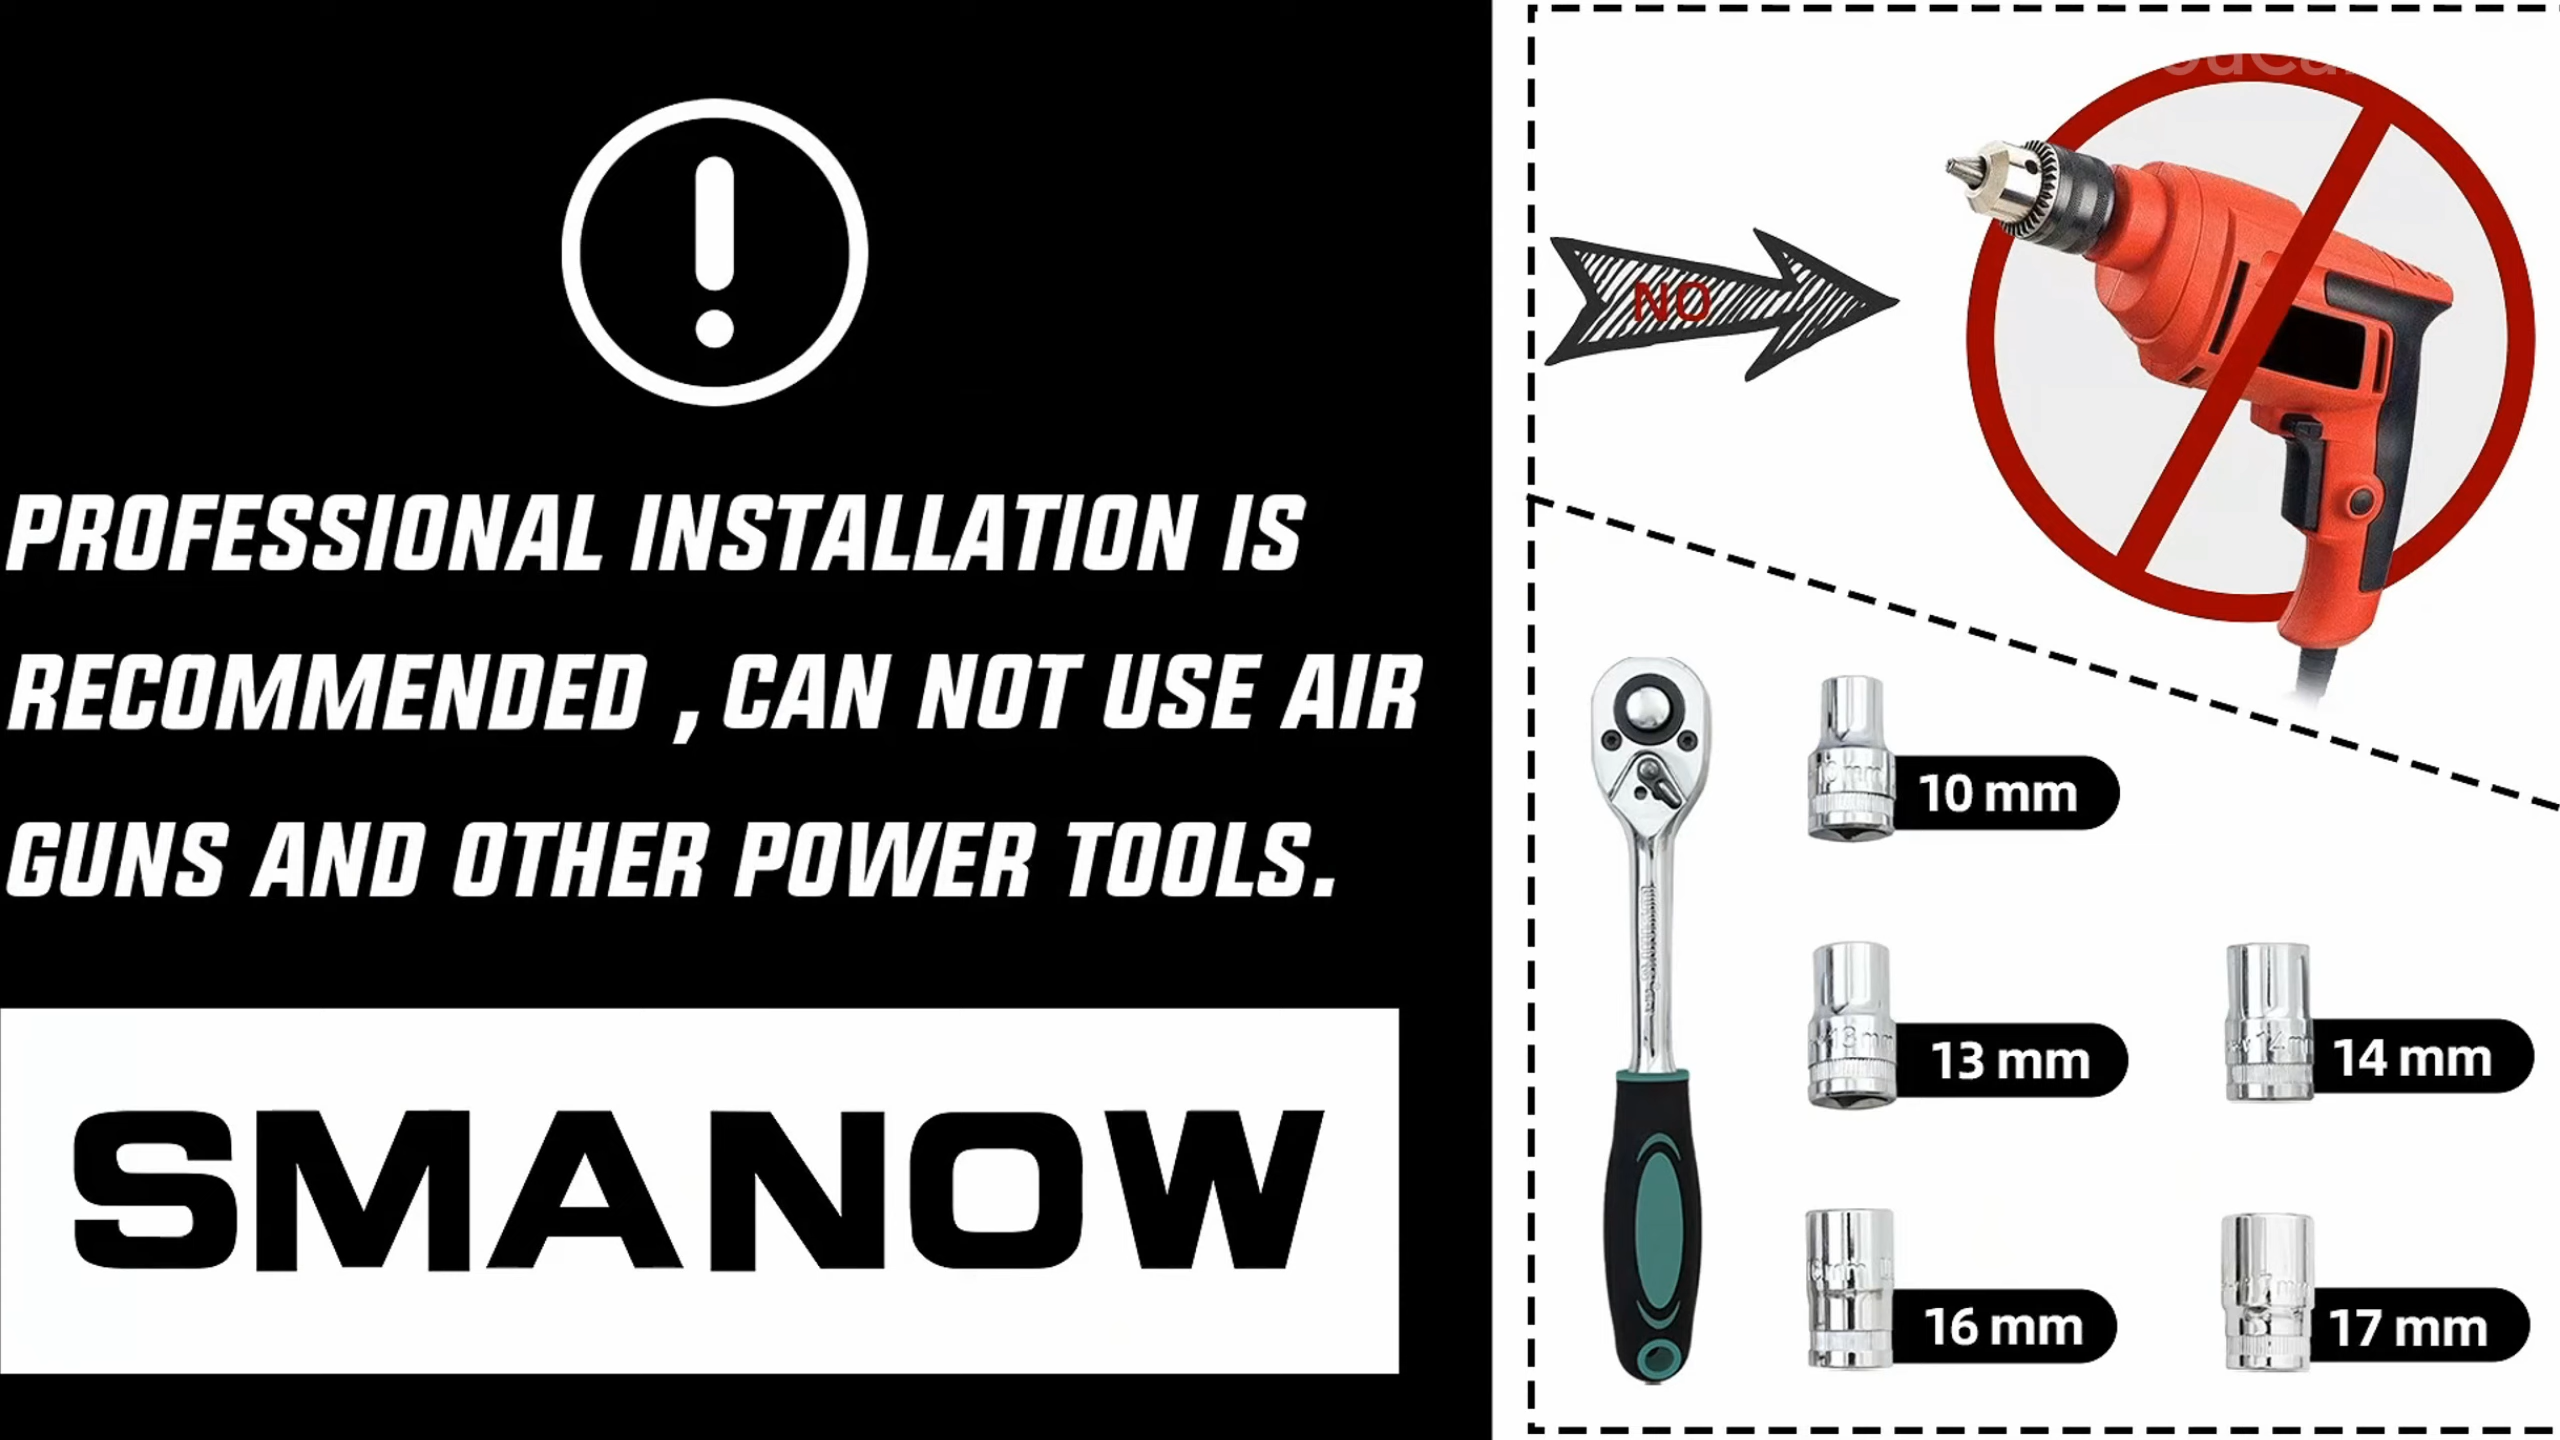 PROFESSIONAL INSTALLATION IS
RECOMMENDED , CAN NOT USE AIR
GUNS AND OTHER POWER TOOLS.
SMANOW
NO
10 mm
13 mm
14 mm
16 mm
17 mm